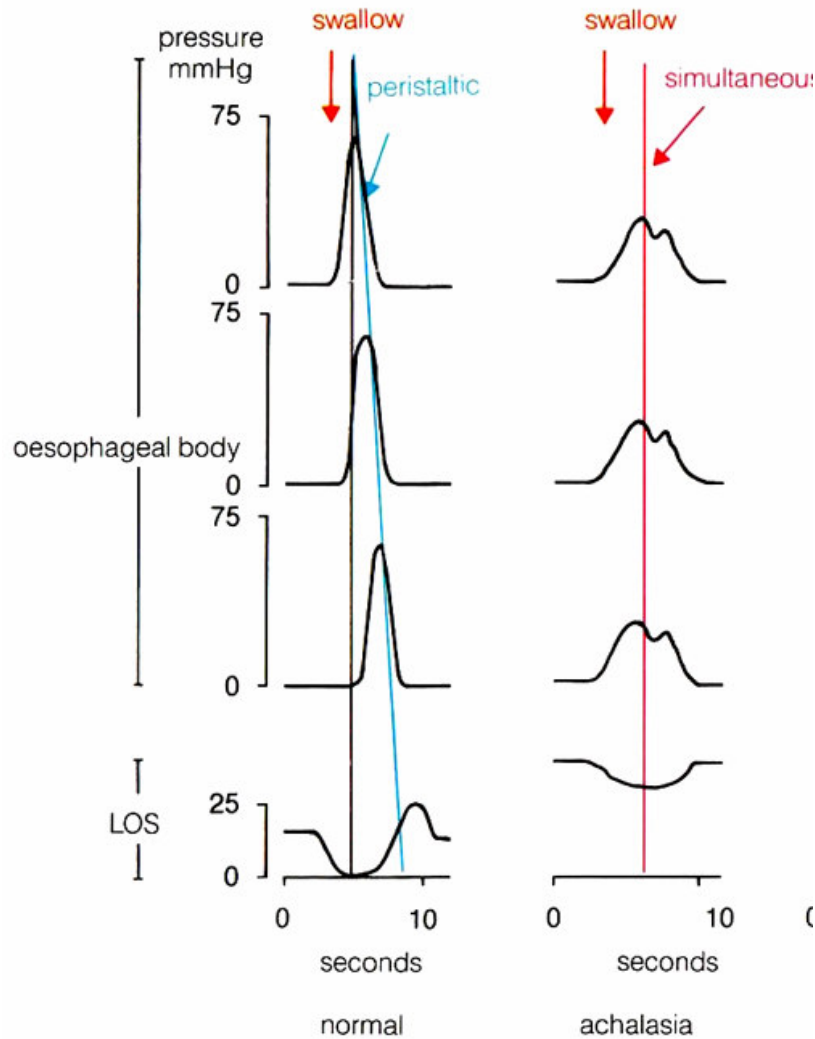 swallow
swallow
pressure
mmHg
peristaltic
simultaneous
75
0
75
oesophageal body
0
75
0
25
LOS
0
0
10
0
10
seconds
seconds
normal
achalasia